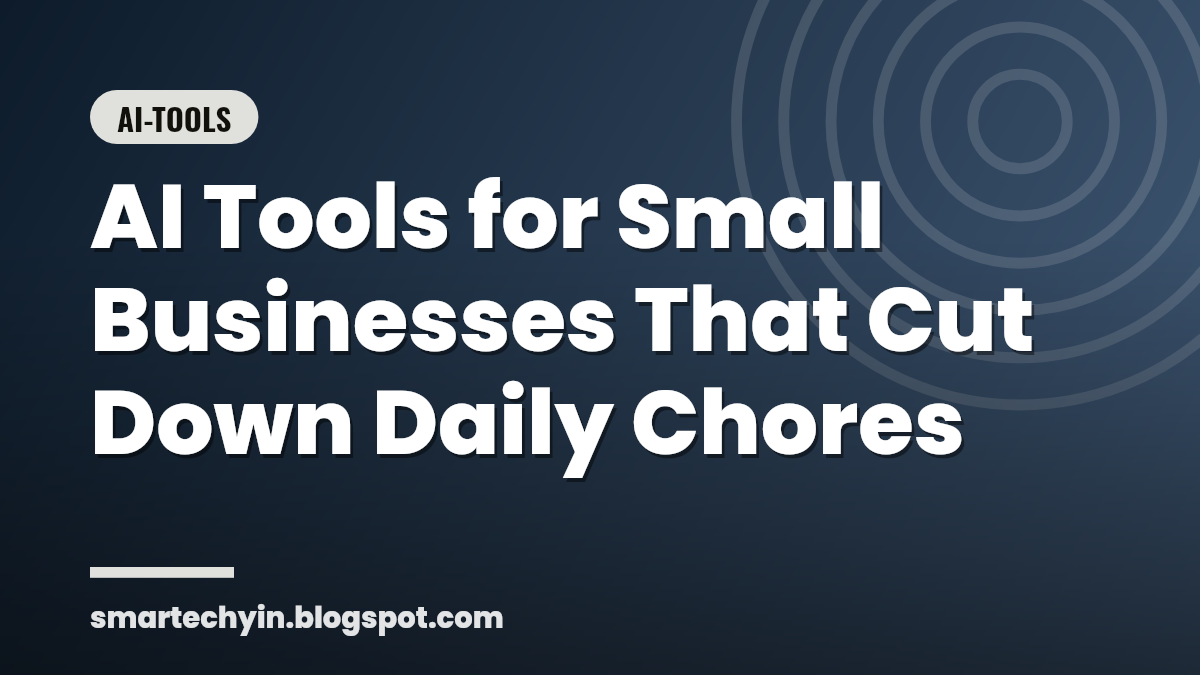 AI-TOOLS
AI Tools for Small
Businesses That Cut
Down Daily Chores
smartechyin.blogspot.com